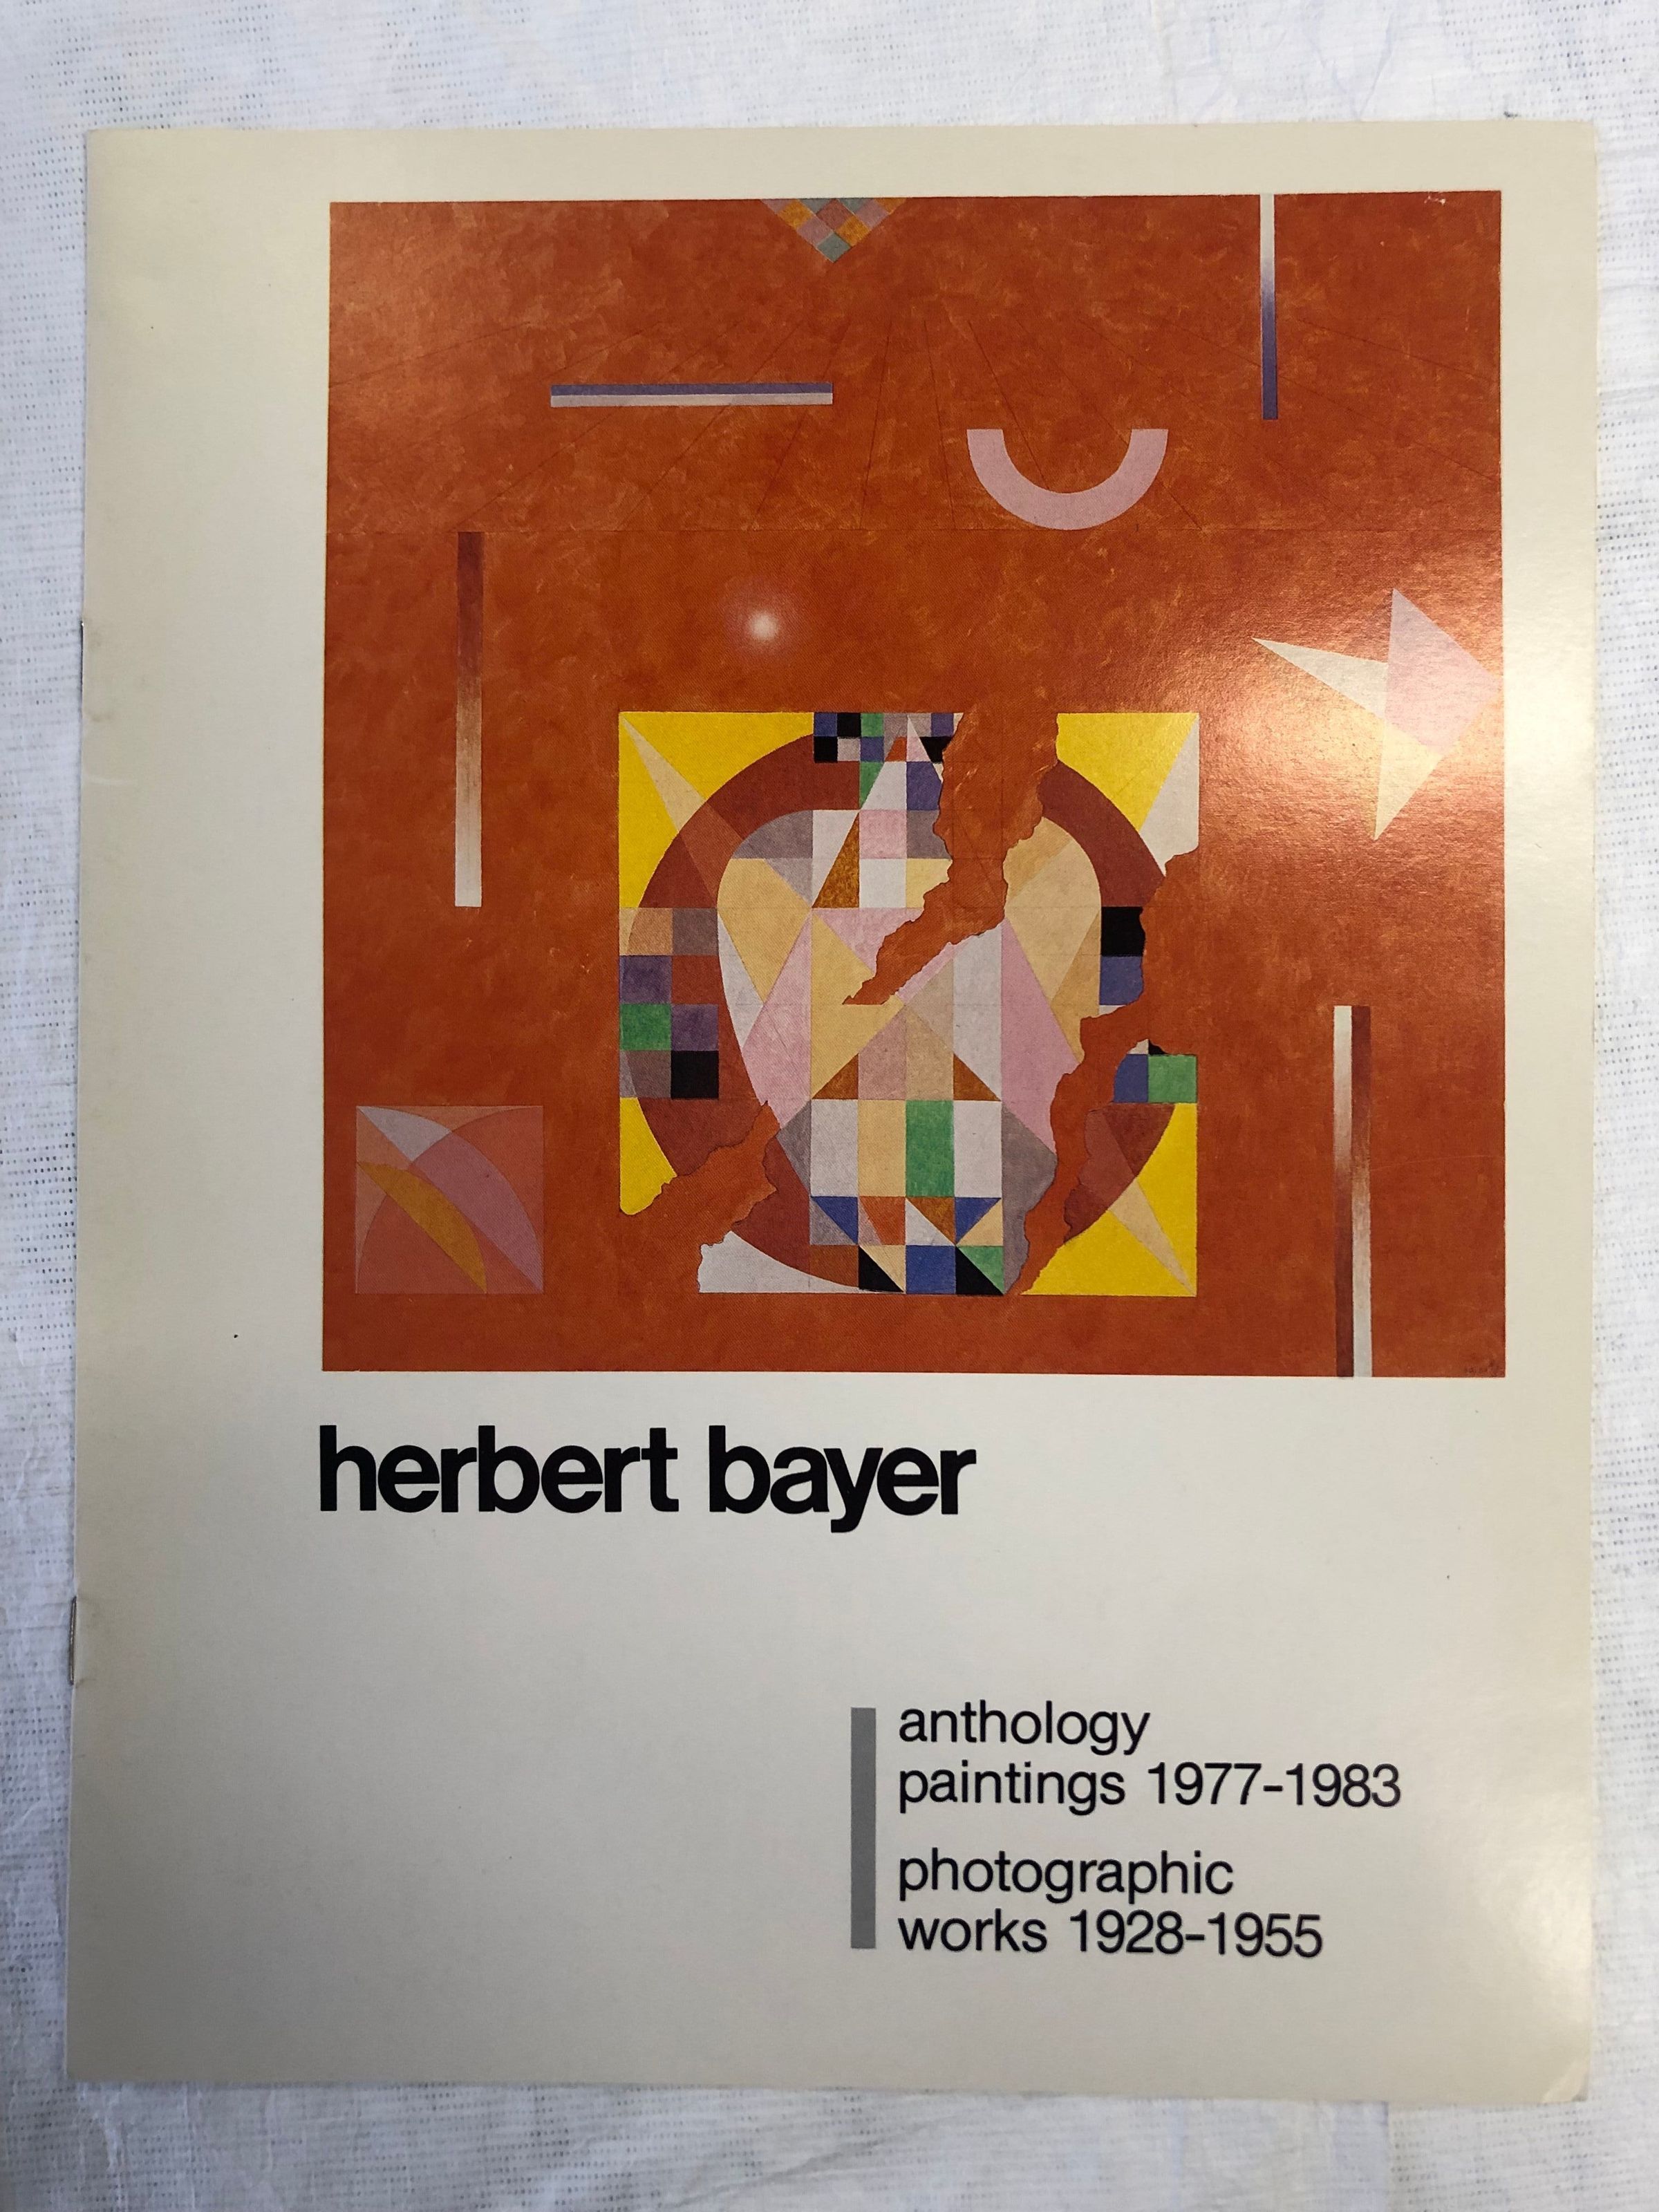 herbert bayer
anthology
paintings 1977-1983
photographic
works 1928-1955